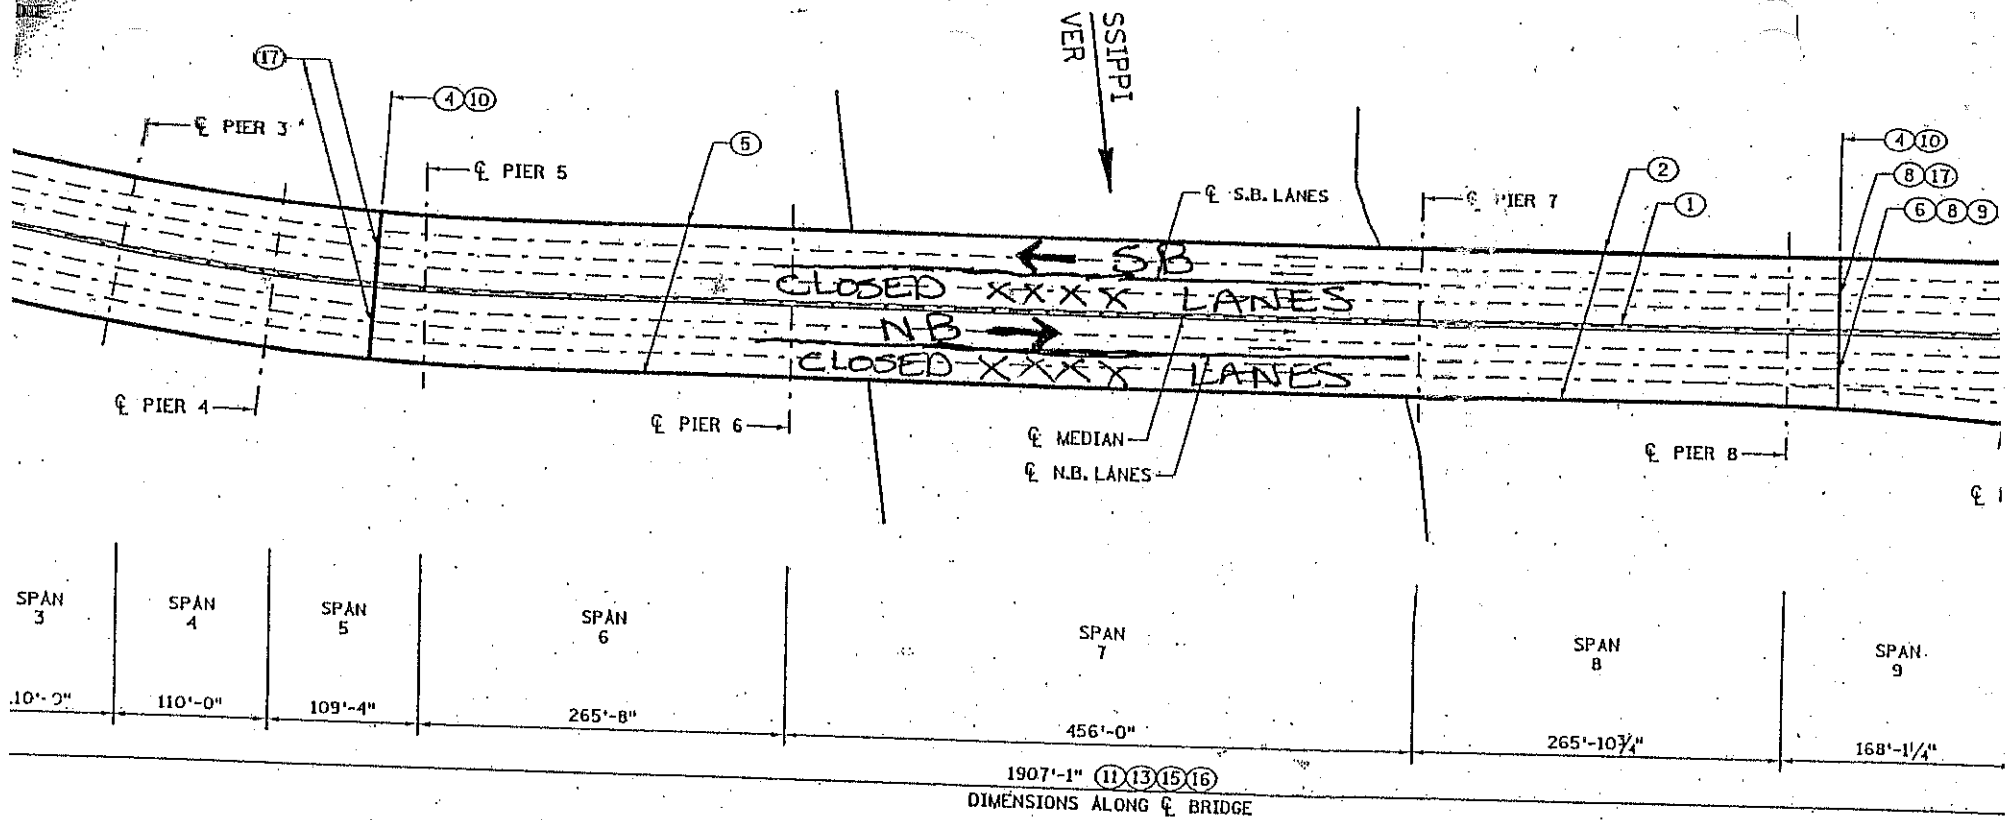 SSIPPI
VER
17
4 10
℄ PIER 3
℄ PIER 5
5
℄ S.B. LANES
℄ PIER 7
2
1
4 10
8 17
6 8 9
← SB
CLOSED XXXX LANES
NB →
CLOSED XXXX LANES
℄ PIER 4
℄ PIER 6
℄ MEDIAN
℄ N.B. LANES
℄ PIER 8
℄
SPAN
3
SPAN
4
SPAN
5
SPAN
6
SPAN
7
SPAN
8
SPAN
9
110'-0"
109'-4"
265'-8"
456'-0"
265'-10¾"
168'-1¼"
1907'-1" 11 13 15 16
DIMENSIONS ALONG ℄ BRIDGE